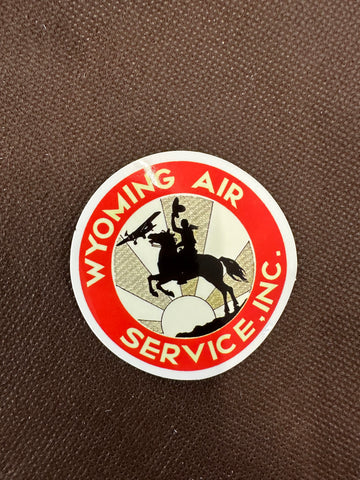 WYOMING AIR
SERVICE, INC.